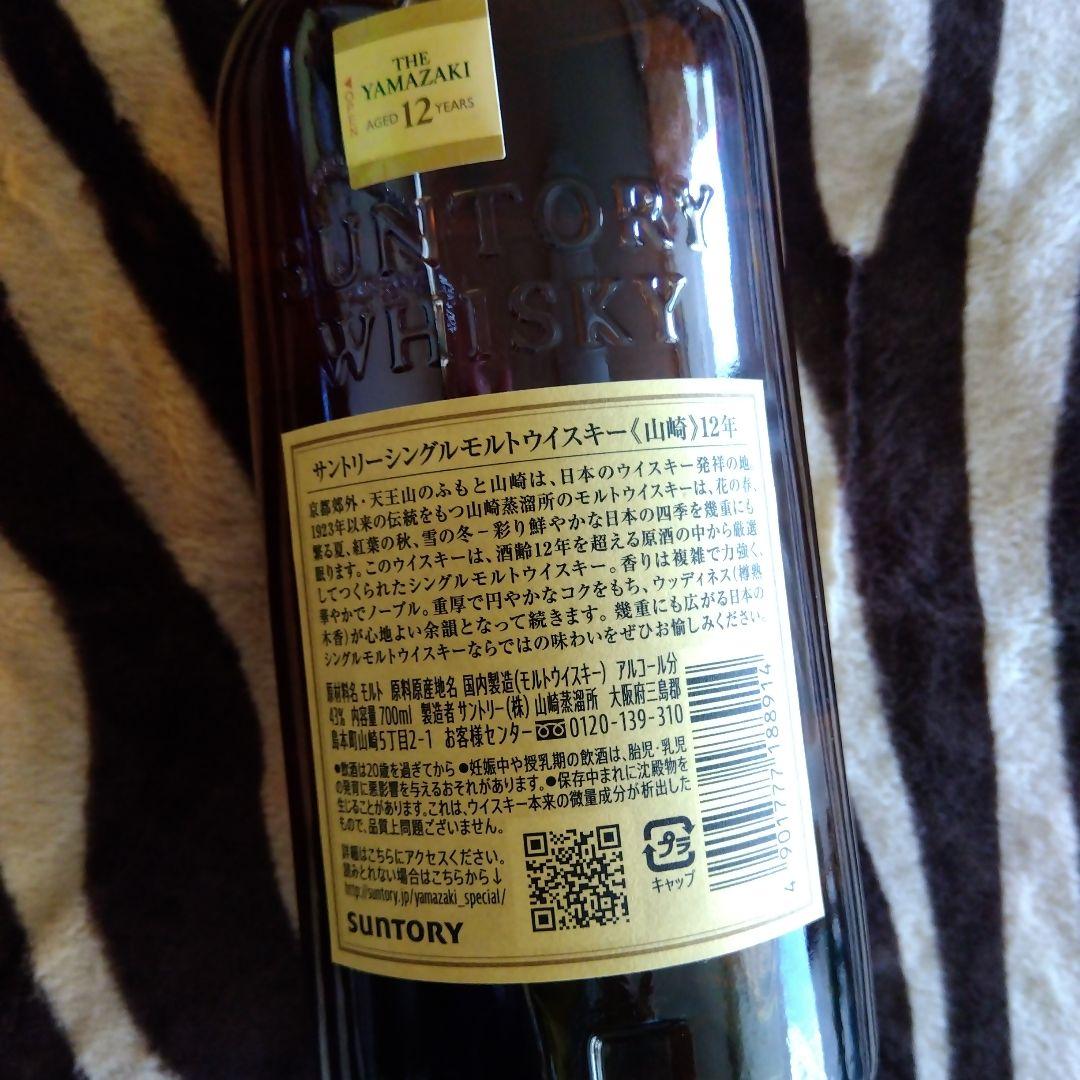 THE
YAMAZAKI
AGED 12 YEARS
OPEN
SUNTORY
WHISKY
サントリーシングルモルトウイスキー《山崎》12年
京都郊外・天王山のふもと山崎は、日本のウイスキー発祥の地。
1923年以来の伝統をもつ山崎蒸溜所のモルトウイスキーは、花の春、
繁る夏、紅葉の秋、雪の冬−彩り鮮やかな日本の四季を幾重にも
眠ります。このウイスキーは、酒齢12年を超える原酒の中から厳選
してつくられたシングルモルトウイスキー。香りは複雑で力強く、
華やかでノーブル。重厚で円やかなコクをもち、ウッディネス(樽熟
木香)が心地よい余韻となって続きます。幾重にも広がる日本の
シングルモルトウイスキーならではの味わいをぜひお愉しみください。
原材料名 モルト 原料原産地名 国内製造(モルトウイスキー) アルコール分
43% 内容量 700ml 製造者 サントリー(株) 山崎蒸溜所 大阪府三島郡
島本町山崎5丁目2-1 お客様センター 0120-139-310
●飲酒は20歳を過ぎてから ●妊娠中や授乳期の飲酒は、胎児・乳児
の発育に悪影響を与えるおそれがあります。●保存中まれに沈殿物を
生じることがあります。これは、ウイスキー本来の微量成分が析出した
もので、品質上問題ございません。
詳細はこちらにアクセスください。
読みとれない場合はこちらから↓
http://suntory.jp/yamazaki_special/
SUNTORY
プラ
キャップ
4 901777 188914